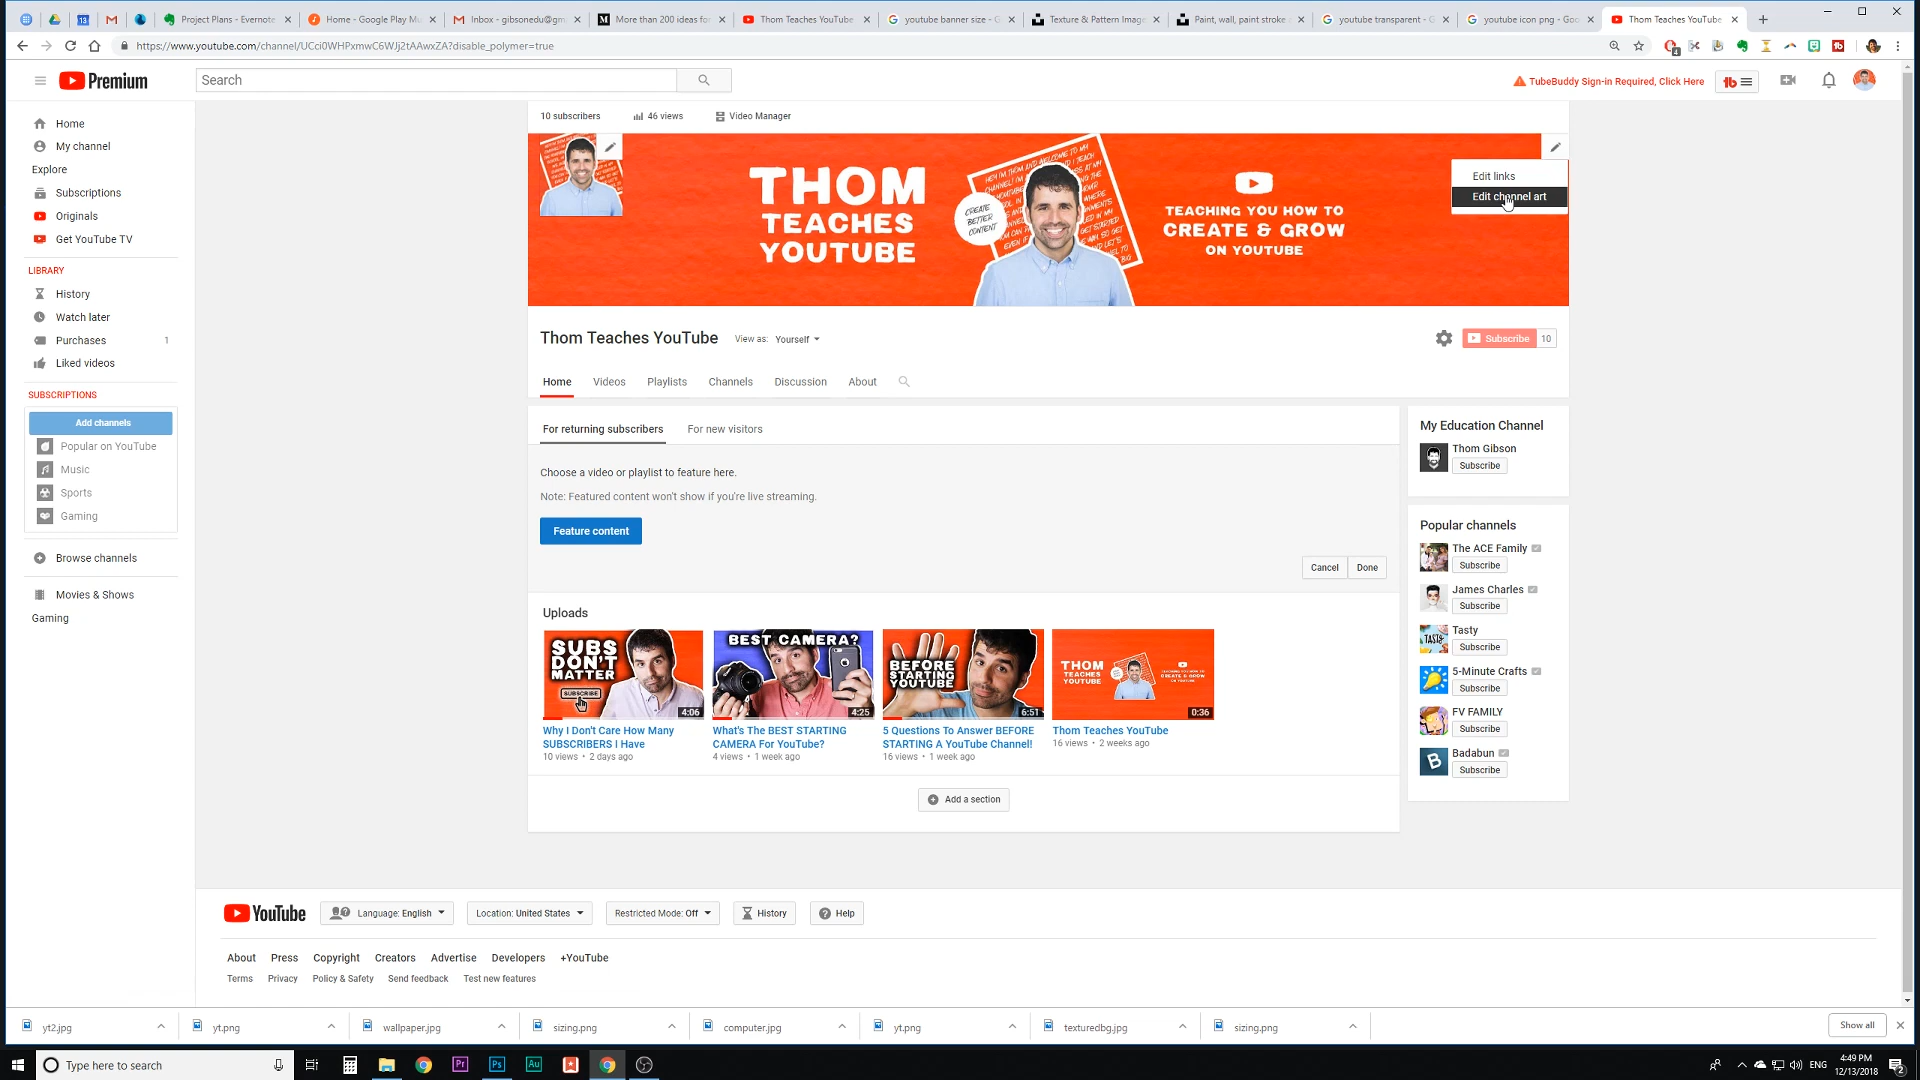 Project Plans - Evernote
Home - Google Play Mu
Inbox - gibsonedu@gm
More than 200 ideas for
Thom Teaches YouTube
youtube banner size - G
Texture & Pattern Image
Paint, wall, paint stroke
youtube transparent - G
youtube icon png - Goo
Thom Teaches YouTube
https://www.youtube.com/channel/UCci0WHPxmwC6WJj2tAAwxZA?disable_polymer=true
Premium
Search
TubeBuddy Sign-in Required, Click Here
Home
My channel
Explore
Subscriptions
Originals
Get YouTube TV
LIBRARY
History
Watch later
Purchases 1
Liked videos
SUBSCRIPTIONS
Add channels
Popular on YouTube
Music
Sports
Gaming
Browse channels
Movies & Shows
Gaming
10 subscribers
46 views
Video Manager
THOM
TEACHES
YOUTUBE
CREATE
BETTER
CONTENT
TEACHING YOU HOW TO
CREATE & GROW
ON YOUTUBE
Edit links
Edit channel art
Thom Teaches YouTube
View as: Yourself
Subscribe 10
Home
Videos
Playlists
Channels
Discussion
About
For returning subscribers
For new visitors
Choose a video or playlist to feature here.
Note: Featured content won't show if you're live streaming.
Feature content
Cancel
Done
Uploads
SUBS
DON'T
MATTER
SUBSCRIBE
4:06
Why I Don't Care How Many
SUBSCRIBERS I Have
10 views • 2 days ago
BEST CAMERA?
4:25
What's The BEST STARTING
CAMERA For YouTube?
4 views • 1 week ago
BEFORE
STARTING
YOUTUBE
6:51
5 Questions To Answer BEFORE
STARTING A YouTube Channel!
16 views • 1 week ago
THOM
TEACHES
YOUTUBE
0:36
Thom Teaches YouTube
16 views • 2 weeks ago
Add a section
My Education Channel
Thom Gibson
Subscribe
Popular channels
The ACE Family
Subscribe
James Charles
Subscribe
TASTY
Tasty
Subscribe
5-Minute Crafts
Subscribe
FV FAMILY
Subscribe
B
Badabun
Subscribe
YouTube
Language: English
Location: United States
Restricted Mode: Off
History
Help
About
Press
Copyright
Creators
Advertise
Developers
+YouTube
Terms
Privacy
Policy & Safety
Send feedback
Test new features
yt2.jpg
yt.png
wallpaper.jpg
sizing.png
computer.jpg
yt.png
texturedbg.jpg
sizing.png
Show all
Type here to search
Pr
Ps
Au
ENG
4:49 PM
12/13/2018
2